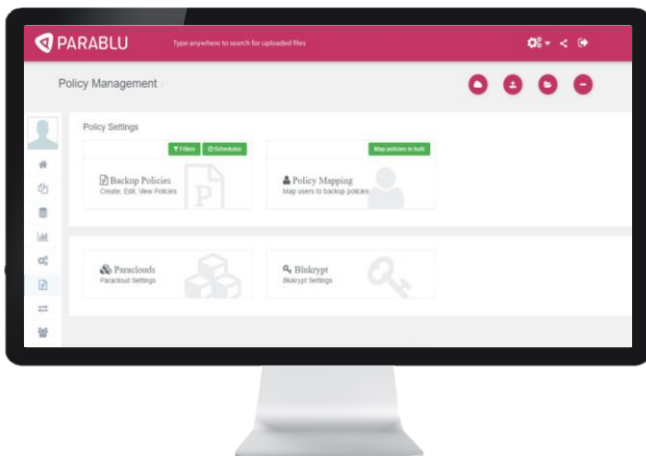 PARABLU
Type anywhere to search for uploaded files
Policy Management
Policy Settings
Filters
Schedules
Map policies in bulk
Backup Policies
Create, Edit, View Policies
Policy Mapping
Map users to backup policies
P
Paraclouds
Paracloud Settings
Blukrypt
Blukrypt Settings